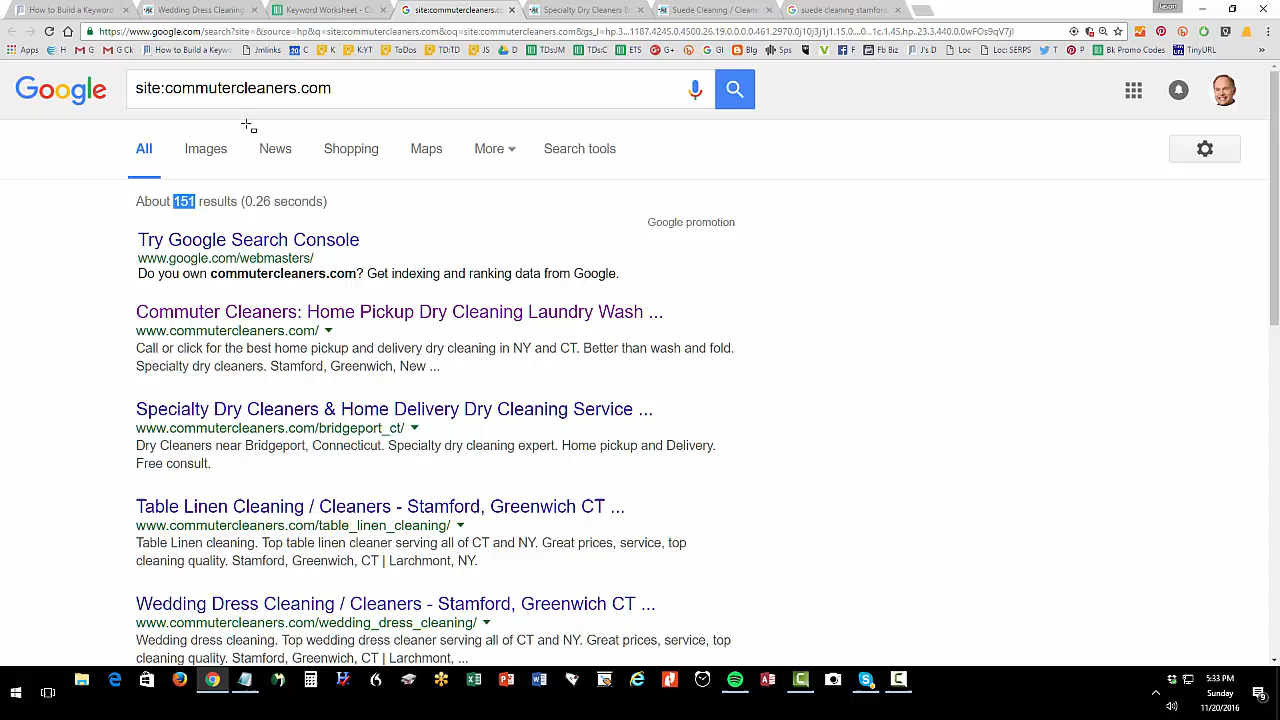 How to Build a Keyword
Wedding Dress Cleaning
Keyword Worksheet - C
site:commutercleaners.c
Specialty Dry Cleaners &
Suede Cleaning / Cleane
suede cleaning stamford
Jason
https://www.google.com/search?site=&source=hp&q=site:commutercleaners.com&oq=site:commutercleaners.com&gs_l=hp.3...1187.4245.0.4500.26.19.0.0.0.0.461.2970.0j10j3j1j1.15.0....0...1c.1.45.hp..23.3.440.0.0wFOs9qV7jI
Apps H G G Ck How to Build a Keyw Jmlinks 20 C K K-YT ToDos TD:TD JS TDsJM TDsC ETS G+ GI Blg Sps F Fb Biz J's D Loc Loc: SERPS T P Bk Promo Codes TinyURL
Google
site:commutercleaners.com
All Images News Shopping Maps More Search tools
About 151 results (0.26 seconds)
Google promotion
Try Google Search Console
www.google.com/webmasters/
Do you own commutercleaners.com? Get indexing and ranking data from Google.
Commuter Cleaners: Home Pickup Dry Cleaning Laundry Wash ...
www.commutercleaners.com/
Call or click for the best home pickup and delivery dry cleaning in NY and CT. Better than wash and fold.
Specialty dry cleaners. Stamford, Greenwich, New ...
Specialty Dry Cleaners & Home Delivery Dry Cleaning Service ...
www.commutercleaners.com/bridgeport_ct/
Dry Cleaners near Bridgeport, Connecticut. Specialty dry cleaning expert. Home pickup and Delivery.
Free consult.
Table Linen Cleaning / Cleaners - Stamford, Greenwich CT ...
www.commutercleaners.com/table_linen_cleaning/
Table Linen cleaning. Top table linen cleaner serving all of CT and NY. Great prices, service, top
cleaning quality. Stamford, Greenwich, CT | Larchmont, NY.
Wedding Dress Cleaning / Cleaners - Stamford, Greenwich CT ...
www.commutercleaners.com/wedding_dress_cleaning/
Wedding dress cleaning. Top wedding dress cleaner serving all of CT and NY. Great prices, service, top
cleaning quality. Stamford, Greenwich, CT | Larchmont, ...
5:33 PM
Sunday
11/20/2016